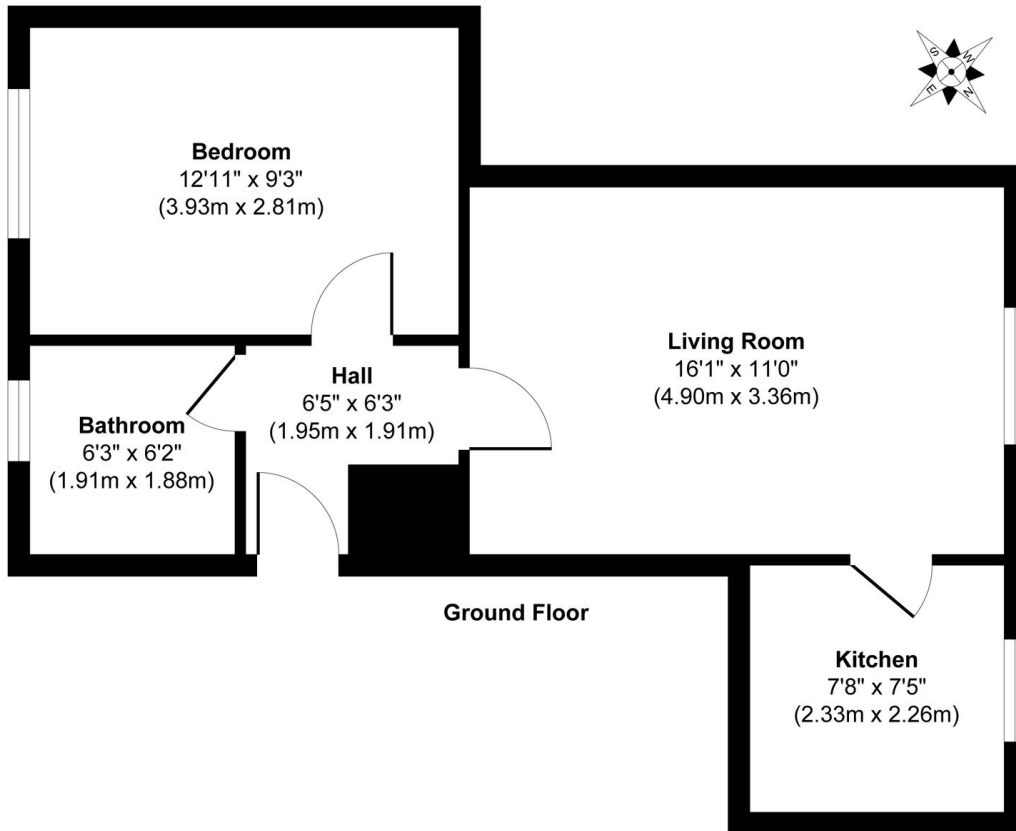 S
W
E
N
Bedroom
12'11" x 9'3"
(3.93m x 2.81m)
Living Room
16'1" x 11'0"
(4.90m x 3.36m)
Hall
6'5" x 6'3"
(1.95m x 1.91m)
Bathroom
6'3" x 6'2"
(1.91m x 1.88m)
Ground Floor
Kitchen
7'8" x 7'5"
(2.33m x 2.26m)